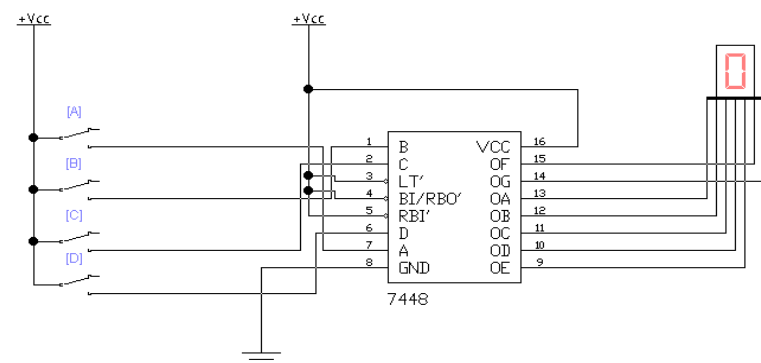 +Vcc +Vcc
[A]
[B]
[C]
[D]
0
1 B VCC 16
2 C OF 15
3 LT' OG 14
4 BI/RBO' OA 13
5 RBI' OB 12
6 D OC 11
7 A OD 10
8 GND OE 9
7448